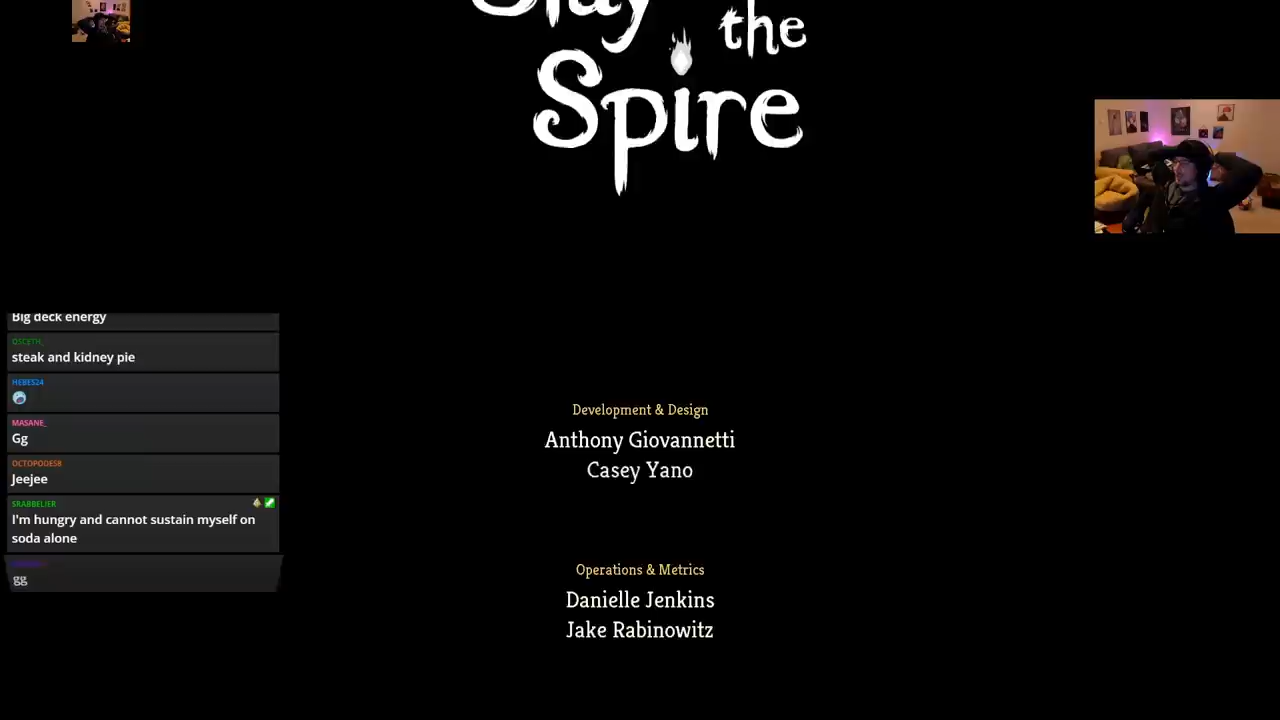 Slay
the
Spire
Big deck energy
OSCETH_
steak and kidney pie
HEBES24
MASANE_
Gg
OCTOPODES8
Jeejee
SRABBELIER
I'm hungry and cannot sustain myself on
soda alone
gg
Development & Design
Anthony Giovannetti
Casey Yano
Operations & Metrics
Danielle Jenkins
Jake Rabinowitz